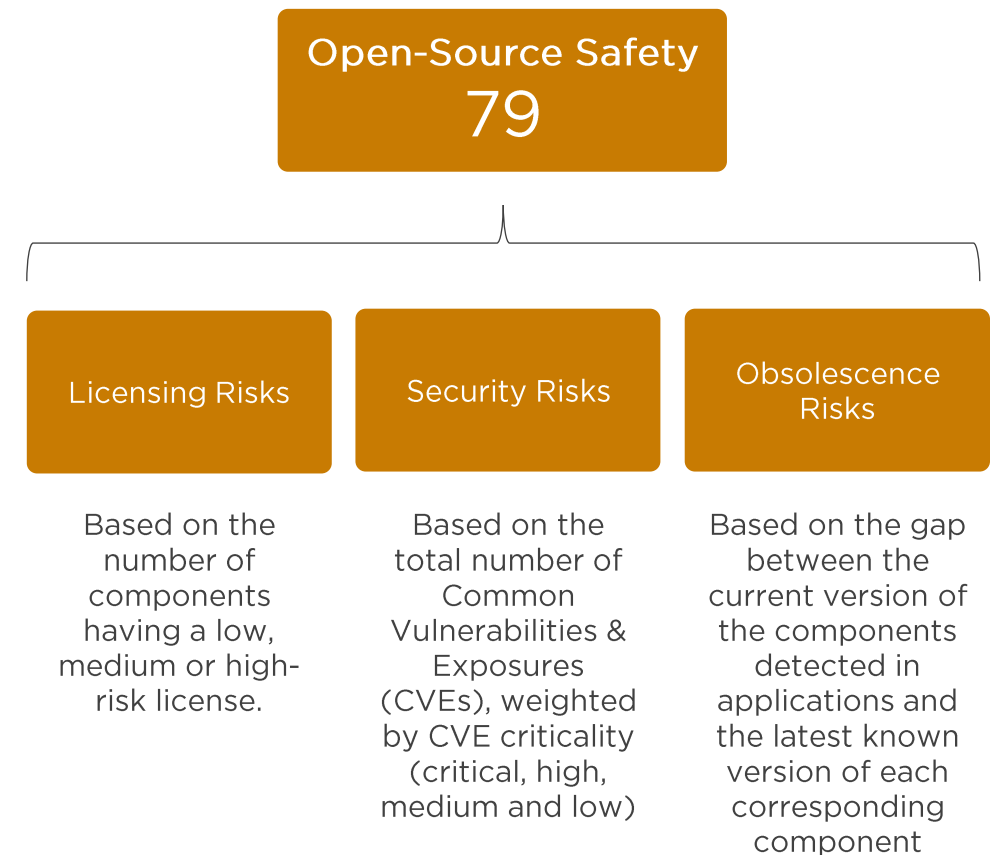 Open-Source Safety
79
Licensing Risks
Security Risks
Obsolescence
Risks
Based on the
number of
components
having a low,
medium or high-
risk license.
Based on the
total number of
Common
Vulnerabilities &
Exposures
(CVEs), weighted
by CVE criticality
(critical, high,
medium and low)
Based on the gap
between the
current version of
the components
detected in
applications and
the latest known
version of each
corresponding
component